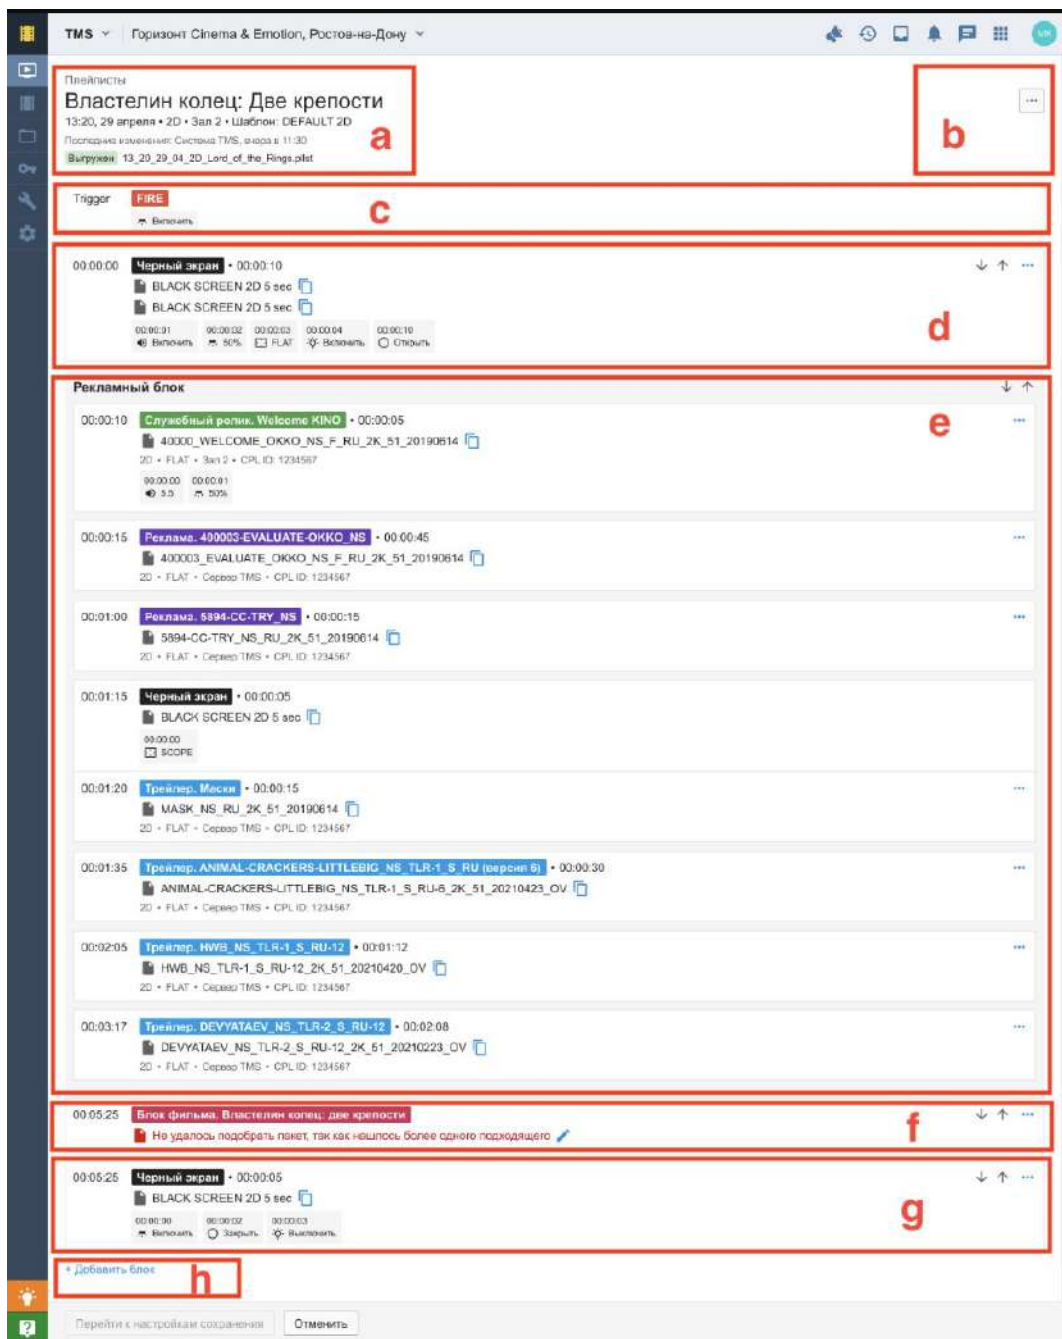 TMS Горизонт Cinema & Emotion, Ростов-на-Дону
Плейлисты
Властелин колец: Две крепости
13:20, 29 апреля • 2D • Зал 2 • Шаблон: DEFAULT 2D
a
b
Последние изменения: Система TMS, вчера в 11:30
Выгружен 13_20_29_04_2D_Lord_of_the_Rings.plist
Trigger FIRE
c
Включить
00:00:00 Черный экран • 00:00:10
BLACK SCREEN 2D 5 sec
BLACK SCREEN 2D 5 sec
d
00:00:01 00:00:02 00:00:03 00:00:04 00:00:10
Включить 50% FLAT Включить Открыть
Рекламный блок
00:00:10 Служебный ролик. Welcome KINO • 00:00:05
e
40000_WELCOME_OKKO_NS_F_RU_2K_51_20190614
2D • FLAT • Зал 2 • CPL ID: 1234567
00:00:00 00:00:01
5.5 50%
00:00:15 Реклама. 400003-EVALUATE-OKKO_NS • 00:00:45
400003_EVALUATE_OKKO_NS_F_RU_2K_51_20190614
2D • FLAT • Сервер TMS • CPL ID: 1234567
00:01:00 Реклама. 5894-CC-TRY_NS • 00:00:15
5894-CC-TRY_NS_RU_2K_51_20190614
2D • FLAT • Сервер TMS • CPL ID: 1234567
00:01:15 Черный экран • 00:00:05
BLACK SCREEN 2D 5 sec
00:00:00
SCOPE
00:01:20 Трейлер. Маски • 00:00:15
MASK_NS_RU_2K_51_20190614
2D • FLAT • Сервер TMS • CPL ID: 1234567
00:01:35 Трейлер. ANIMAL-CRACKERS-LITTLEBIG_NS_TLR-1_S_RU (версия 6) • 00:00:30
ANIMAL-CRACKERS-LITTLEBIG_NS_TLR-1_S_RU-6_2K_51_20210423_OV
2D • FLAT • Сервер TMS • CPL ID: 1234567
00:02:05 Трейлер. HWB_NS_TLR-1_S_RU-12 • 00:01:12
HWB_NS_TLR-1_S_RU-12_2K_51_20210420_OV
2D • FLAT • Сервер TMS • CPL ID: 1234567
00:03:17 Трейлер. DEVYATAEV_NS_TLR-2_S_RU-12 • 00:02:08
DEVYATAEV_NS_TLR-2_S_RU-12_2K_51_20210223_OV
2D • FLAT • Сервер TMS • CPL ID: 1234567
00:05:25 Блок фильма. Властелин колец: две крепости
f
Не удалось подобрать пакет, так как нашлось более одного подходящего
00:05:25 Черный экран • 00:00:05
BLACK SCREEN 2D 5 sec
g
00:00:00 00:00:02 00:00:03
Включить Закрыть Выключить
+ Добавить блок
h
Перейти к настройкам сохранения Отменить